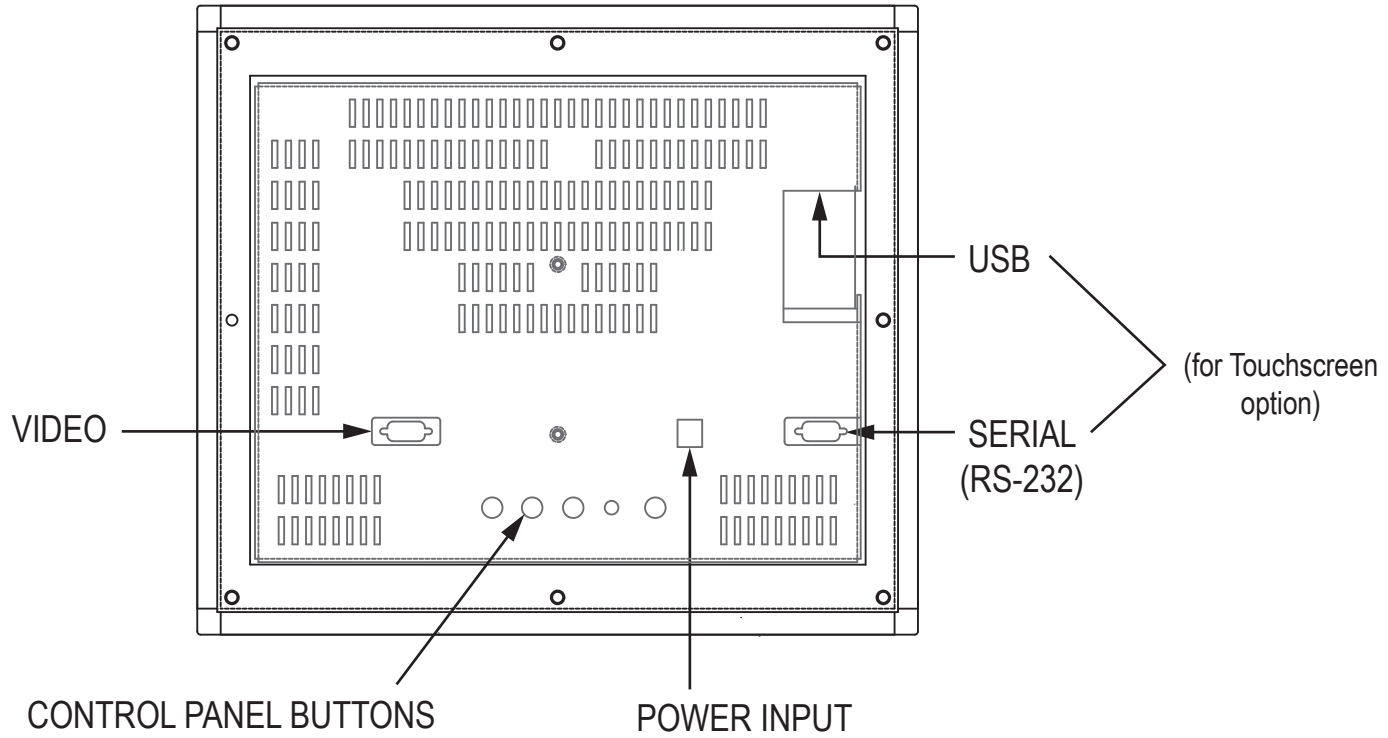 USB
(for Touchscreen
option)
VIDEO
SERIAL
(RS-232)
CONTROL PANEL BUTTONS
POWER INPUT